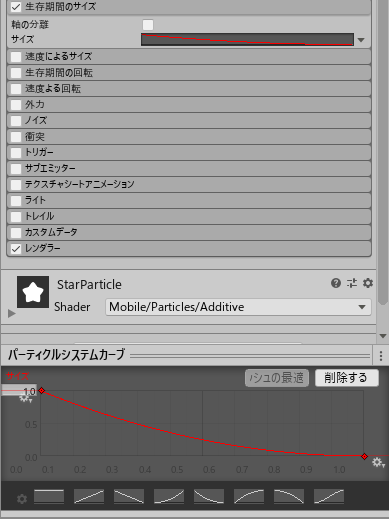 生存期間のサイズ
軸の分離
サイズ
速度によるサイズ
生存期間の回転
速度よる回転
外力
ノイズ
衝突
トリガー
サブエミッター
テクスチャシートアニメーション
ライト
トレイル
カスタムデータ
レンダラー
StarParticle
Shader Mobile/Particles/Additive
パーティクルシステムカーブ
サイズ
シュの最適 削除する
1.0
0.5
0.0
0.0 0.1 0.2 0.3 0.4 0.5 0.6 0.7 0.8 0.9 1.0